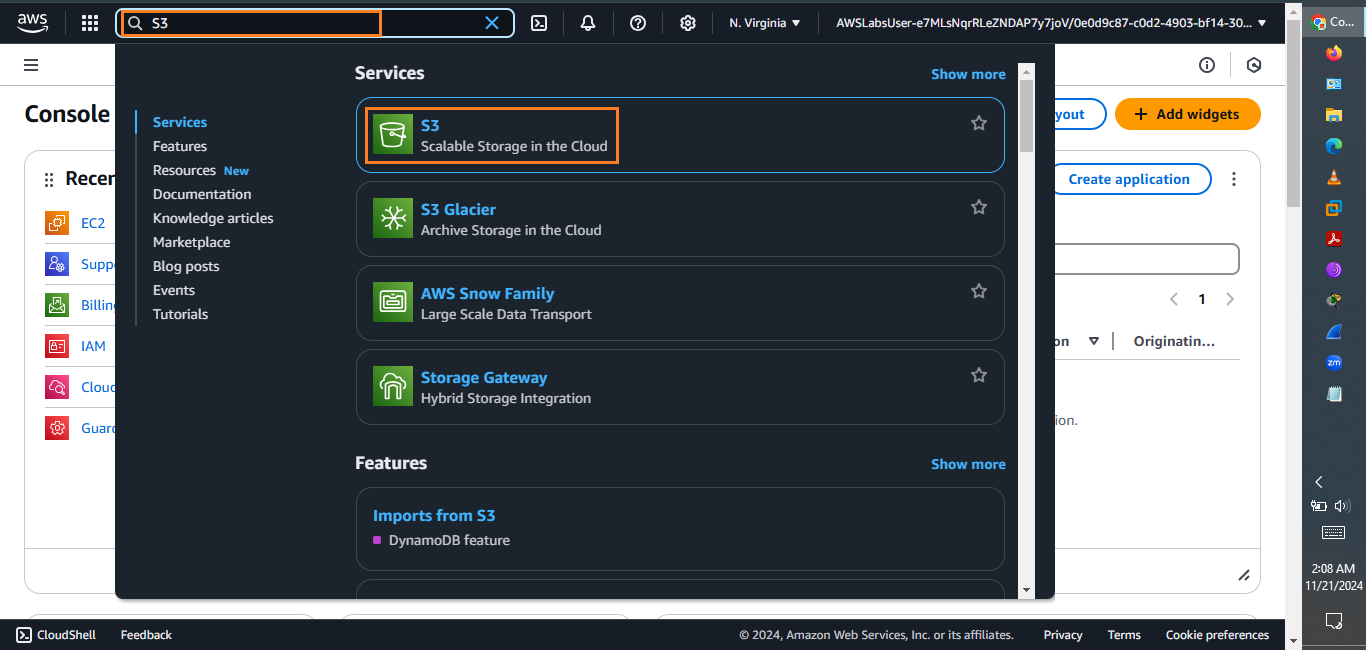 aws
S3
N. Virginia
AWSLabsUser-e7MLsNqrRLeZNDAP7y7joV/0e0d9c87-c0d2-4903-bf14-30...
Co...
Console
yout
Add widgets
Recen
EC2
Suppo
Billing
IAM
Cloud
Guard
Services
Features
Resources New
Documentation
Knowledge articles
Marketplace
Blog posts
Events
Tutorials
Services
Show more
S3
Scalable Storage in the Cloud
S3 Glacier
Archive Storage in the Cloud
AWS Snow Family
Large Scale Data Transport
Storage Gateway
Hybrid Storage Integration
Features
Show more
Imports from S3
DynamoDB feature
Create application
1
on
Originatin...
ion.
zm
2:08 AM
11/21/2024
CloudShell
Feedback
© 2024, Amazon Web Services, Inc. or its affiliates.
Privacy
Terms
Cookie preferences